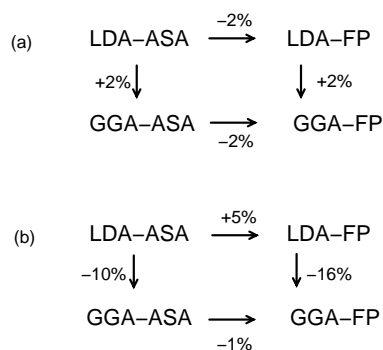 −2%
(a) LDA−ASA LDA−FP
+2% +2%
GGA−ASA GGA−FP
−2%
+5%
(b) LDA−ASA LDA−FP
−10% −16%
GGA−ASA GGA−FP
−1%